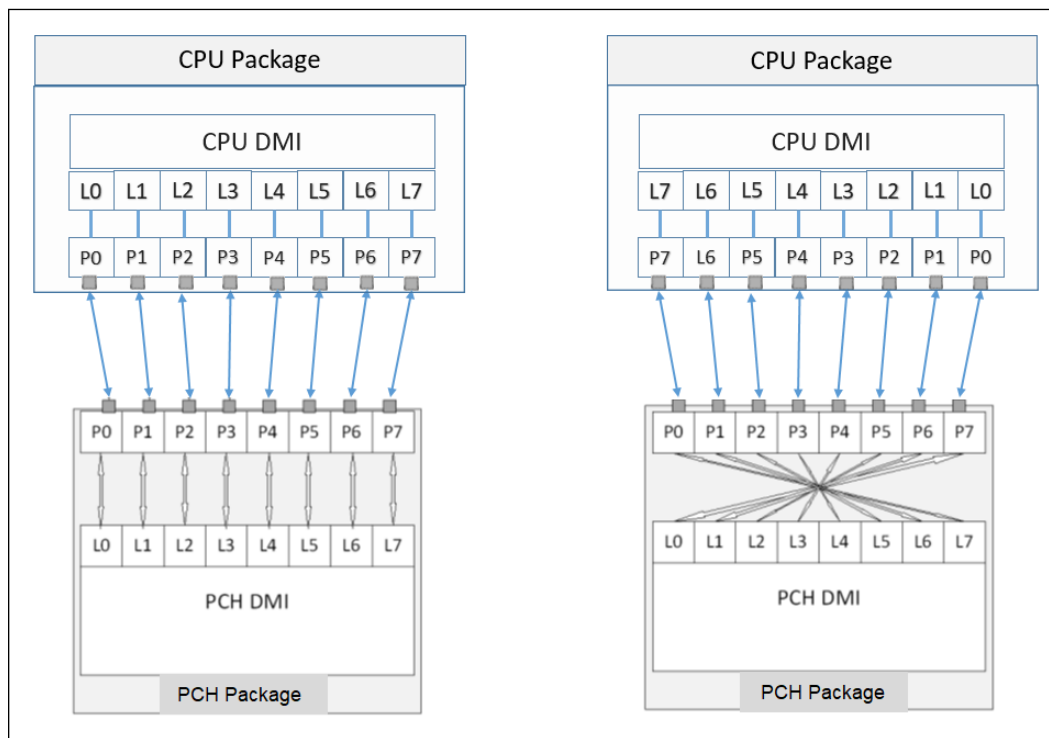 CPU Package
CPU DMI
L0 L1 L2 L3 L4 L5 L6 L7
P0 P1 P2 P3 P4 P5 P6 P7
P0 P1 P2 P3 P4 P5 P6 P7
L0 L1 L2 L3 L4 L5 L6 L7
PCH DMI
PCH Package
CPU Package
CPU DMI
L7 L6 L5 L4 L3 L2 L1 L0
P7 L6 P5 P4 P3 P2 P1 P0
P0 P1 P2 P3 P4 P5 P6 P7
L0 L1 L2 L3 L4 L5 L6 L7
PCH DMI
PCH Package